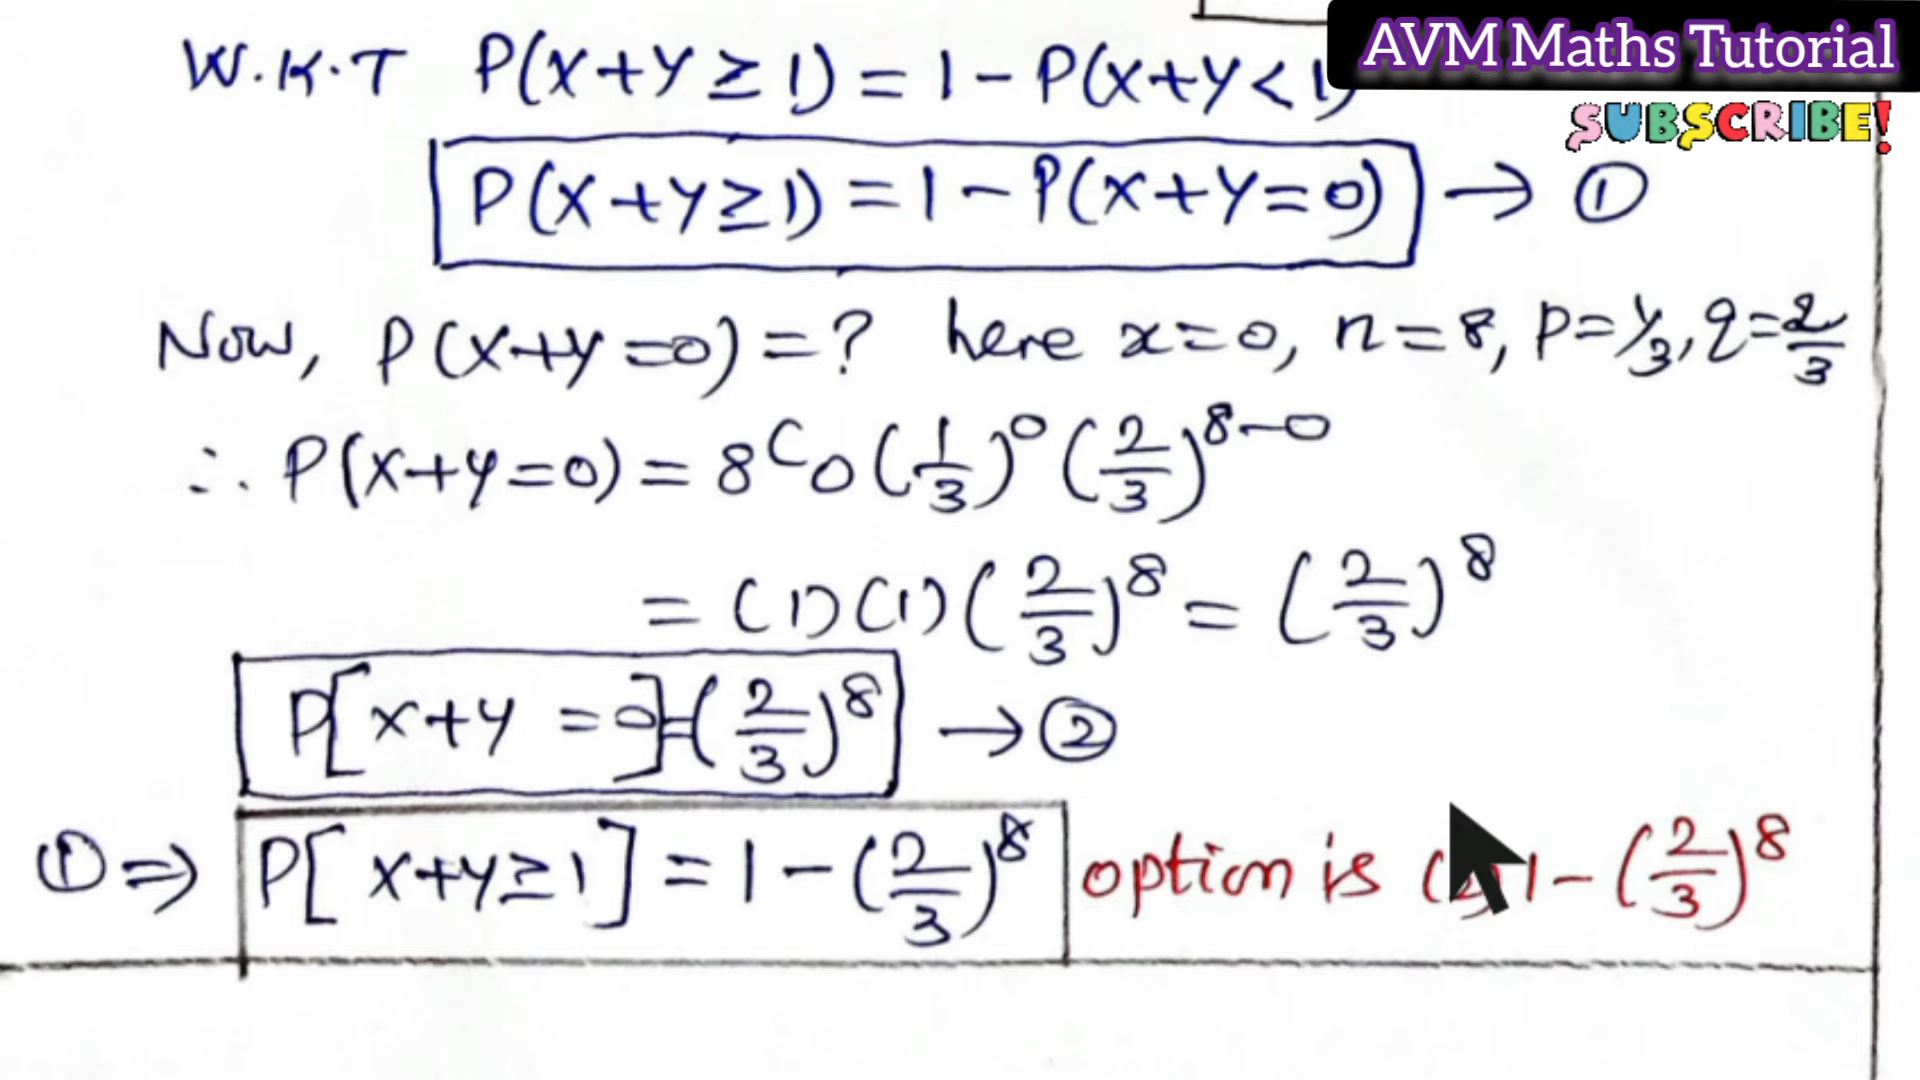 AVM Maths Tutorial
SUBSCRIBE!
W.K.T P(X+Y ≥ 1) = 1 - P(X+Y < 1)
P(X+Y ≥ 1) = 1 - P(X+Y = 0) → ①
Now, P(X+Y = 0) = ? here x = 0, n = 8, p = 1/3, q = 2/3
∴ P(X+Y = 0) = 8C0 (1/3)^0 (2/3)^(8-0)
= (1)(1)(2/3)^8 = (2/3)^8
P[X+Y = 0] = (2/3)^8 → ②
① ⇒ P[X+Y ≥ 1] = 1 - (2/3)^8 option is 1 - (2/3)^8